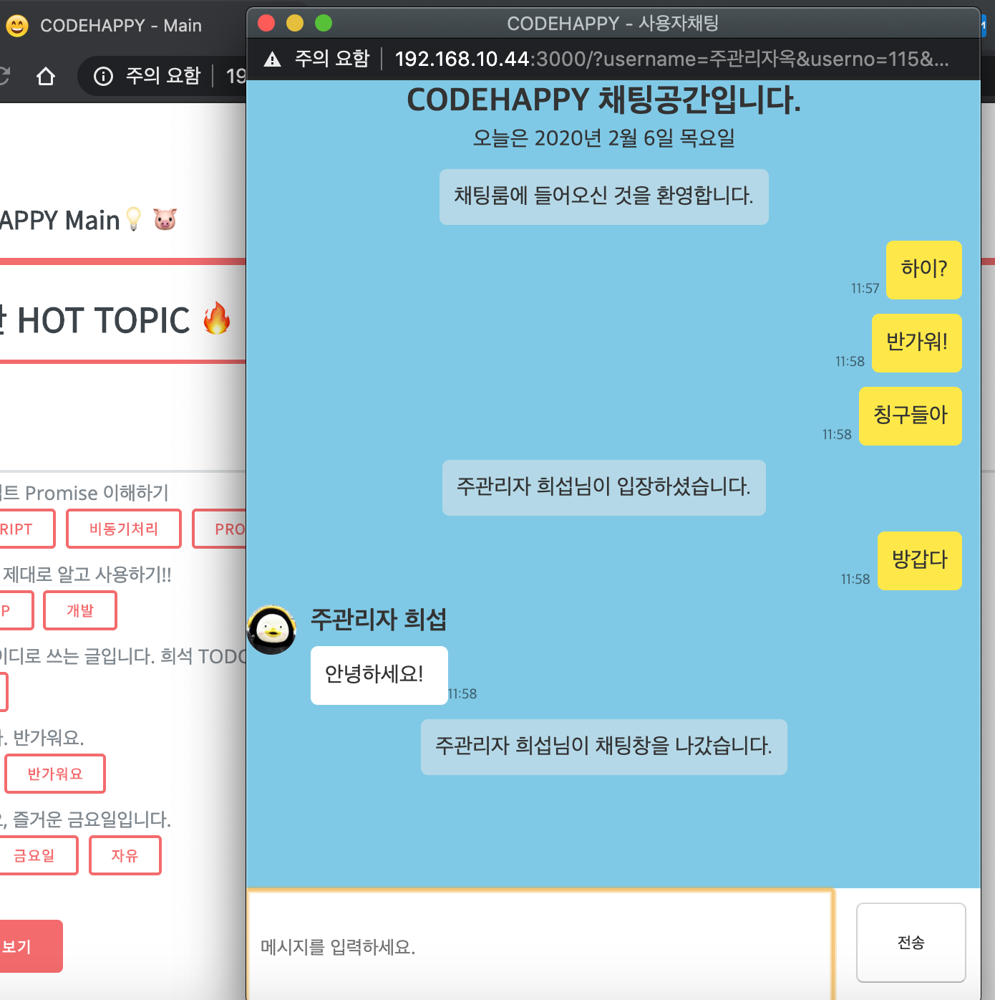 CODEHAPPY - Main
주의 요함
APPY Main
HOT TOPIC
Promise 이해하기
RIPT
비동기처리
PRO
제대로 알고 사용하기!!
P
개발
쓰는 글입니다. 희석 TODO
반가워요.
반가워요
즐거운 금요일입니다.
금요일
자유
보기
CODEHAPPY - 사용자채팅
주의 요함
192.168.10.44:3000/?username=주관리자옥&userno=115&...
CODEHAPPY 채팅공간입니다.
오늘은 2020년 2월 6일 목요일
채팅룸에 들어오신 것을 환영합니다.
하이?
11:57
반가워!
11:58
칭구들아
11:58
주관리자 희섭님이 입장하셨습니다.
방갑다
11:58
주관리자 희섭
안녕하세요!
11:58
주관리자 희섭님이 채팅창을 나갔습니다.
메시지를 입력하세요.
전송